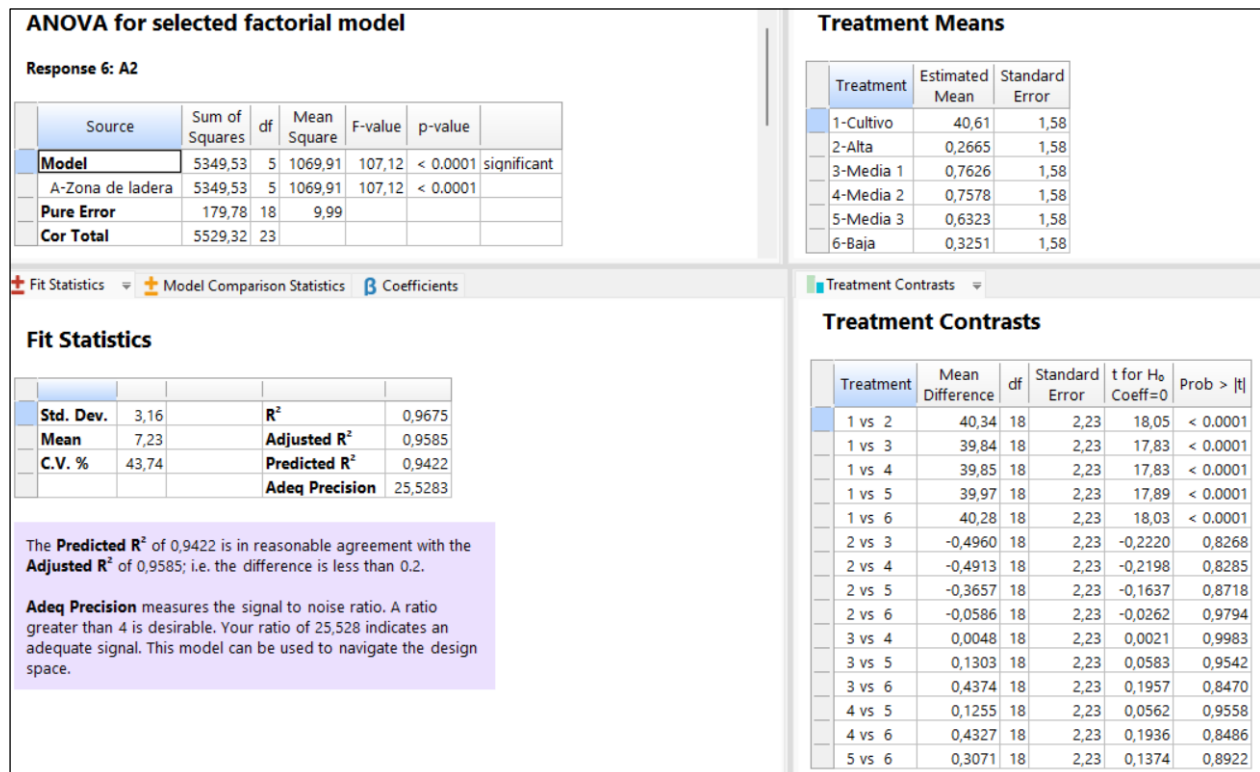 ANOVA for selected factorial model
Response 6: A2
Source Sum of Squares df Mean Square F-value p-value
Model 5349,53 5 1069,91 107,12 < 0.0001 significant
A-Zona de ladera 5349,53 5 1069,91 107,12 < 0.0001
Pure Error 179,78 18 9,99
Cor Total 5529,32 23
Treatment Means
Treatment Estimated Mean Standard Error
1-Cultivo 40,61 1,58
2-Alta 0,2665 1,58
3-Media 1 0,7626 1,58
4-Media 2 0,7578 1,58
5-Media 3 0,6323 1,58
6-Baja 0,3251 1,58
Fit Statistics Model Comparison Statistics β Coefficients
Fit Statistics
Std. Dev. 3,16 R² 0,9675
Mean 7,23 Adjusted R² 0,9585
C.V. % 43,74 Predicted R² 0,9422
Adeq Precision 25,5283
The Predicted R² of 0,9422 is in reasonable agreement with the
Adjusted R² of 0,9585; i.e. the difference is less than 0.2.
Adeq Precision measures the signal to noise ratio. A ratio
greater than 4 is desirable. Your ratio of 25,528 indicates an
adequate signal. This model can be used to navigate the design
space.
Treatment Contrasts
Treatment Contrasts
Treatment Mean Difference df Standard Error t for H₀ Coeff=0 Prob > |t|
1 vs 2 40,34 18 2,23 18,05 < 0.0001
1 vs 3 39,84 18 2,23 17,83 < 0.0001
1 vs 4 39,85 18 2,23 17,83 < 0.0001
1 vs 5 39,97 18 2,23 17,89 < 0.0001
1 vs 6 40,28 18 2,23 18,03 < 0.0001
2 vs 3 -0,4960 18 2,23 -0,2220 0,8268
2 vs 4 -0,4913 18 2,23 -0,2198 0,8285
2 vs 5 -0,3657 18 2,23 -0,1637 0,8718
2 vs 6 -0,0586 18 2,23 -0,0262 0,9794
3 vs 4 0,0048 18 2,23 0,0021 0,9983
3 vs 5 0,1303 18 2,23 0,0583 0,9542
3 vs 6 0,4374 18 2,23 0,1957 0,8470
4 vs 5 0,1255 18 2,23 0,0562 0,9558
4 vs 6 0,4327 18 2,23 0,1936 0,8486
5 vs 6 0,3071 18 2,23 0,1374 0,8922